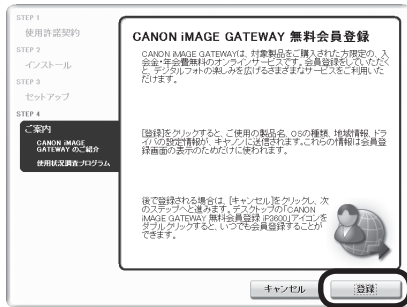 STEP 1
使用許諾契約
STEP 2
インストール
STEP 3
セットアップ
STEP 4
ご案内
CANON iMAGE
GATEWAY のご紹介
使用状況調査プログラム
CANON iMAGE GATEWAY 無料会員登録
CANON iMAGE GATEWAYは、対象製品をご購入された方限定の、入
会金・年会費無料のオンラインサービスです。会員登録をしていただく
と、デジタルフォトの楽しみを広げるさまざまなサービスをご利用いた
だけます。
[登録]をクリックすると、ご使用の製品名、OSの種類、地域情報、ドラ
イバの設定情報が、キヤノンに送信されます。これらの情報は会員登
録画面の表示のためだけに使われます。
後で登録される場合は、[キャンセル]をクリックし、次
のステップへと進みます。デスクトップの「CANON
iMAGE GATEWAY 無料会員登録 iP3600」アイコンを
ダブルクリックすると、いつでも会員登録することが
できます。
キャンセル
登録